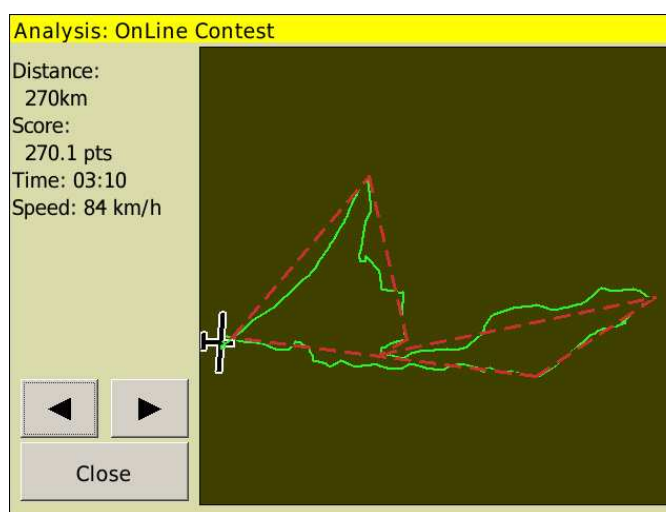 Analysis: OnLine Contest
Distance:
270km
Score:
270.1 pts
Time: 03:10
Speed: 84 km/h
Close